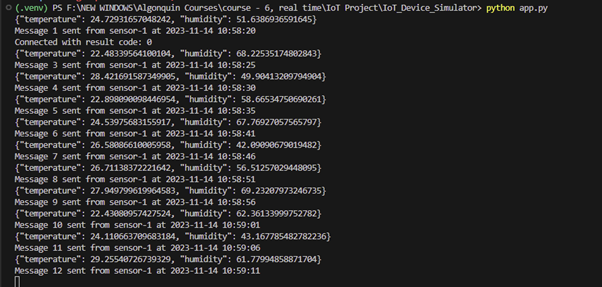 (.venv) PS F:\NEW WINDOWS\Algonquin Courses\course - 6, real time\IoT Project\IoT_Device_Simulator> python app.py
{"temperature": 24.72931657048242, "humidity": 51.6386936591645}
Message 1 sent from sensor-1 at 2023-11-14 10:58:20
Connected with result code: 0
{"temperature": 22.48339564100104, "humidity": 68.22535174802843}
Message 3 sent from sensor-1 at 2023-11-14 10:58:25
{"temperature": 28.421691587349905, "humidity": 49.90413209794904}
Message 4 sent from sensor-1 at 2023-11-14 10:58:30
{"temperature": 22.898090098446954, "humidity": 58.66534750690261}
Message 5 sent from sensor-1 at 2023-11-14 10:58:35
{"temperature": 24.53975683155917, "humidity": 67.76927057565797}
Message 6 sent from sensor-1 at 2023-11-14 10:58:41
{"temperature": 26.58086610005958, "humidity": 42.09090679019482}
Message 7 sent from sensor-1 at 2023-11-14 10:58:46
{"temperature": 26.71138372221642, "humidity": 56.51257029448095}
Message 8 sent from sensor-1 at 2023-11-14 10:58:51
{"temperature": 27.949799619964583, "humidity": 69.23207973246735}
Message 9 sent from sensor-1 at 2023-11-14 10:58:56
{"temperature": 22.43080957427524, "humidity": 62.36133999752782}
Message 10 sent from sensor-1 at 2023-11-14 10:59:01
{"temperature": 24.110663709683184, "humidity": 43.167785482782236}
Message 11 sent from sensor-1 at 2023-11-14 10:59:06
{"temperature": 29.25540726739329, "humidity": 61.77994858871704}
Message 12 sent from sensor-1 at 2023-11-14 10:59:11